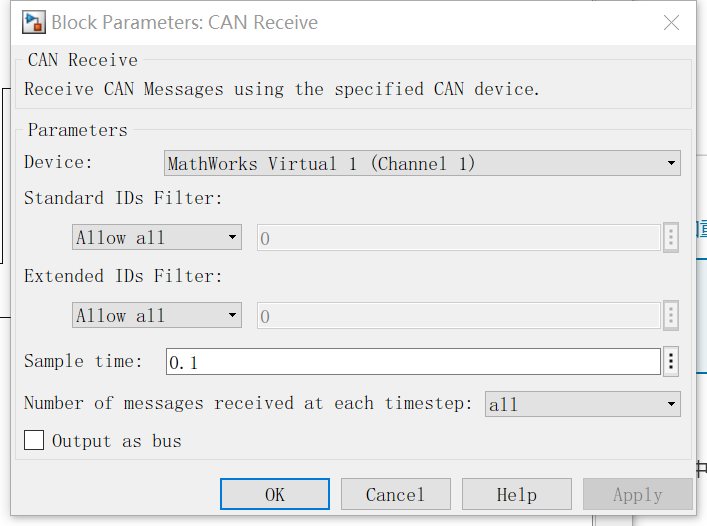 Block Parameters: CAN Receive
CAN Receive
Receive CAN Messages using the specified CAN device.
Parameters
Device: MathWorks Virtual 1 (Channel 1)
Standard IDs Filter:
Allow all 0
Extended IDs Filter:
Allow all 0
Sample time: 0.1
Number of messages received at each timestep: all
Output as bus
OK Cancel Help Apply